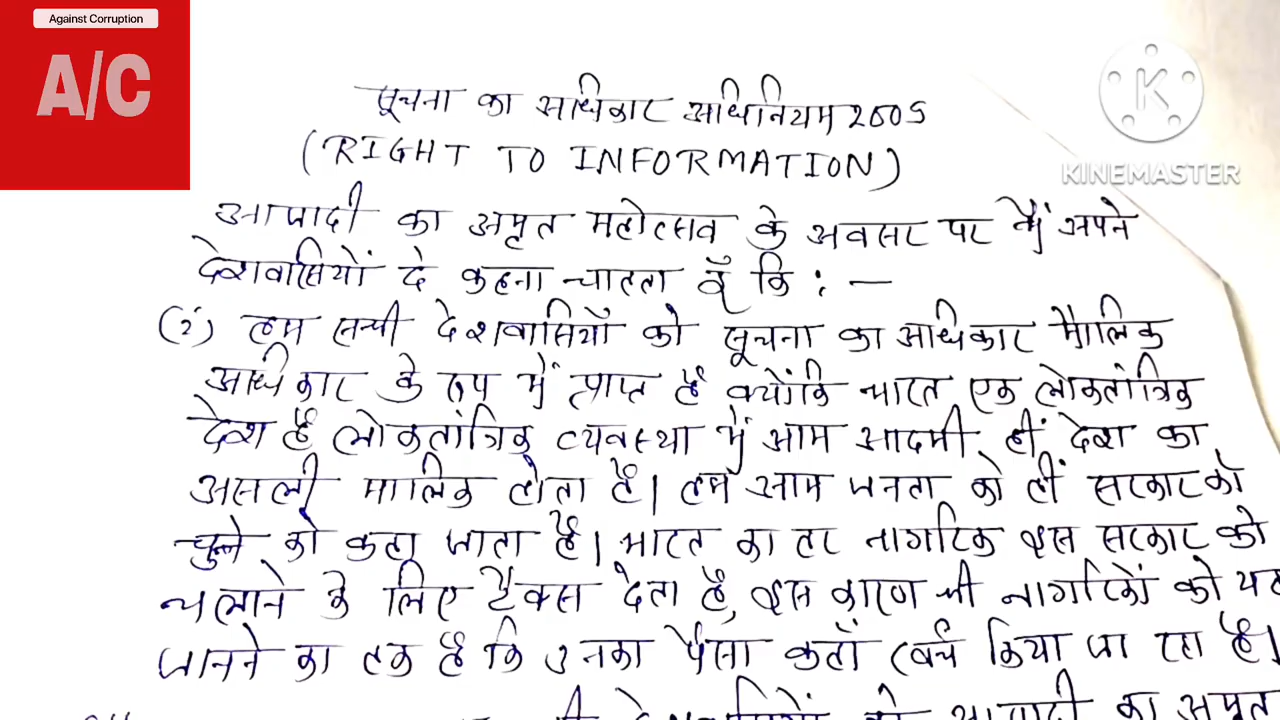 Against Corruption
A/C
K
KINEMASTER
सूचना का अधिकार अधिनियम 2005
(RIGHT TO INFORMATION)
आजादी का अमृत महोत्सव के अवसर पर मैं अपने
देशवासियों से कहना चाहता हूँ कि : —
हम सभी देशवासियों को सूचना का अधिकार मौलिक
अधिकार के रूप में प्राप्त है क्योंकि भारत एक लोकतांत्रिक
देश है लोकतांत्रिक व्यवस्था में आम आदमी हीं देश का
असली मालिक होता है। हम आम जनता को हीं सरकार को
चुनने को कहा जाता है। भारत का हर नागरिक इस सरकार को
चलाने के लिए टैक्स देता है, इस कारण भी नागरिकों को यह
जानने का हक है कि उनका पैसा कहाँ खर्च किया जा रहा है।
आजादी का अमृत